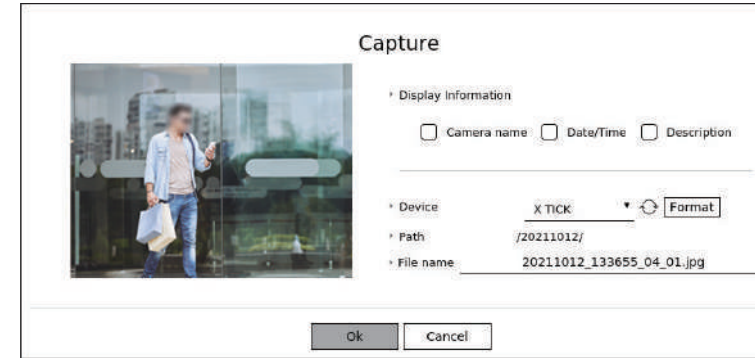 Capture
Display Information
Camera name Date/Time Description
Device X TICK Format
Path /20211012/
File name 20211012_133655_04_01.jpg
Ok Cancel